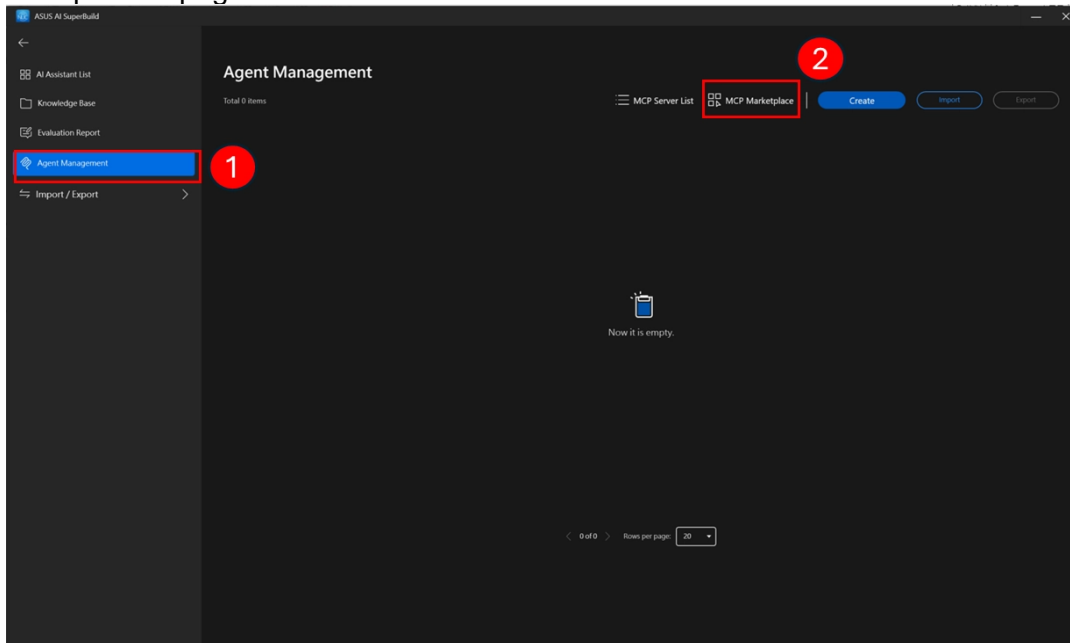 ASUS AI SuperBuild
AI Assistant List
Knowledge Base
Evaluation Report
Agent Management
Import / Export
1
Agent Management
2
Total 0 items
MCP Server List
MCP Marketplace
Create
Import
Export
Now it is empty.
0 of 0
Rows per page:
20